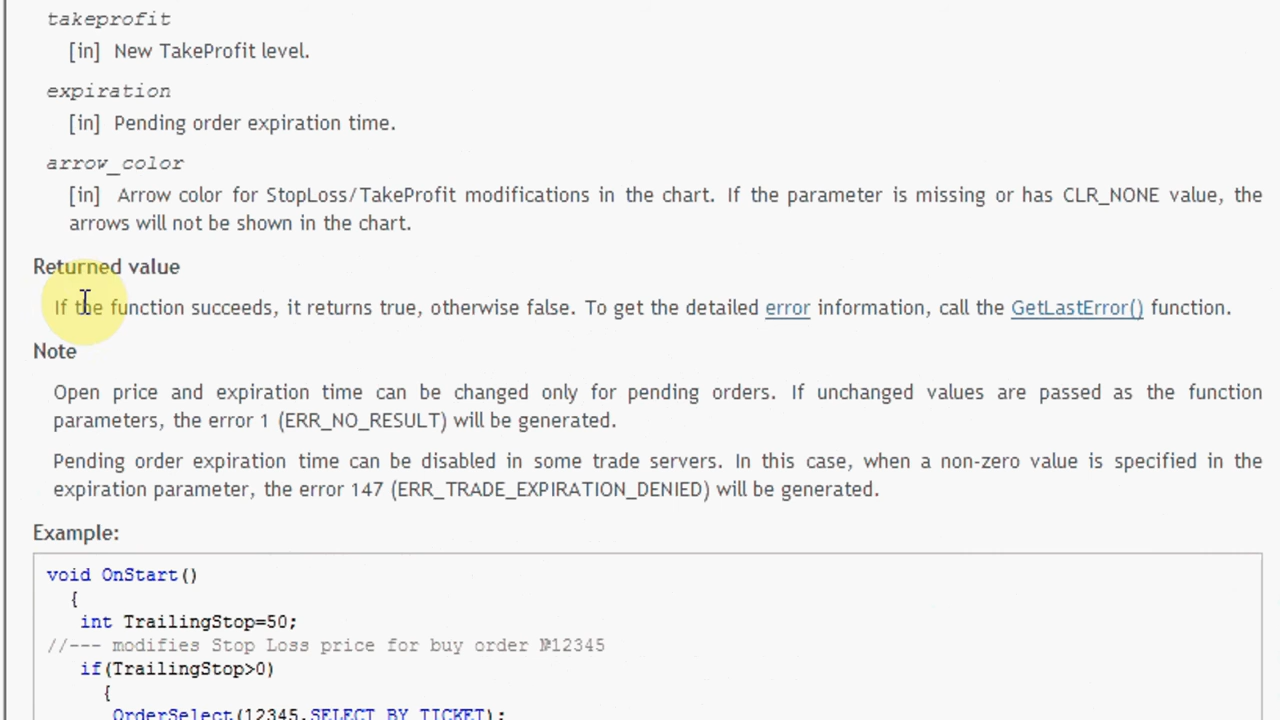 takeprofit
[in] New TakeProfit level.
expiration
[in] Pending order expiration time.
arrow_color
[in] Arrow color for StopLoss/TakeProfit modifications in the chart. If the parameter is missing or has CLR_NONE value, the
arrows will not be shown in the chart.
Returned value
If the function succeeds, it returns true, otherwise false. To get the detailed error information, call the GetLastError() function.
Note
Open price and expiration time can be changed only for pending orders. If unchanged values are passed as the function
parameters, the error 1 (ERR_NO_RESULT) will be generated.
Pending order expiration time can be disabled in some trade servers. In this case, when a non-zero value is specified in the
expiration parameter, the error 147 (ERR_TRADE_EXPIRATION_DENIED) will be generated.
Example:
void OnStart()
{
int TrailingStop=50;
//--- modifies Stop Loss price for buy order №12345
if(TrailingStop>0)
{
OrderSelect(12345,SELECT_BY_TICKET);